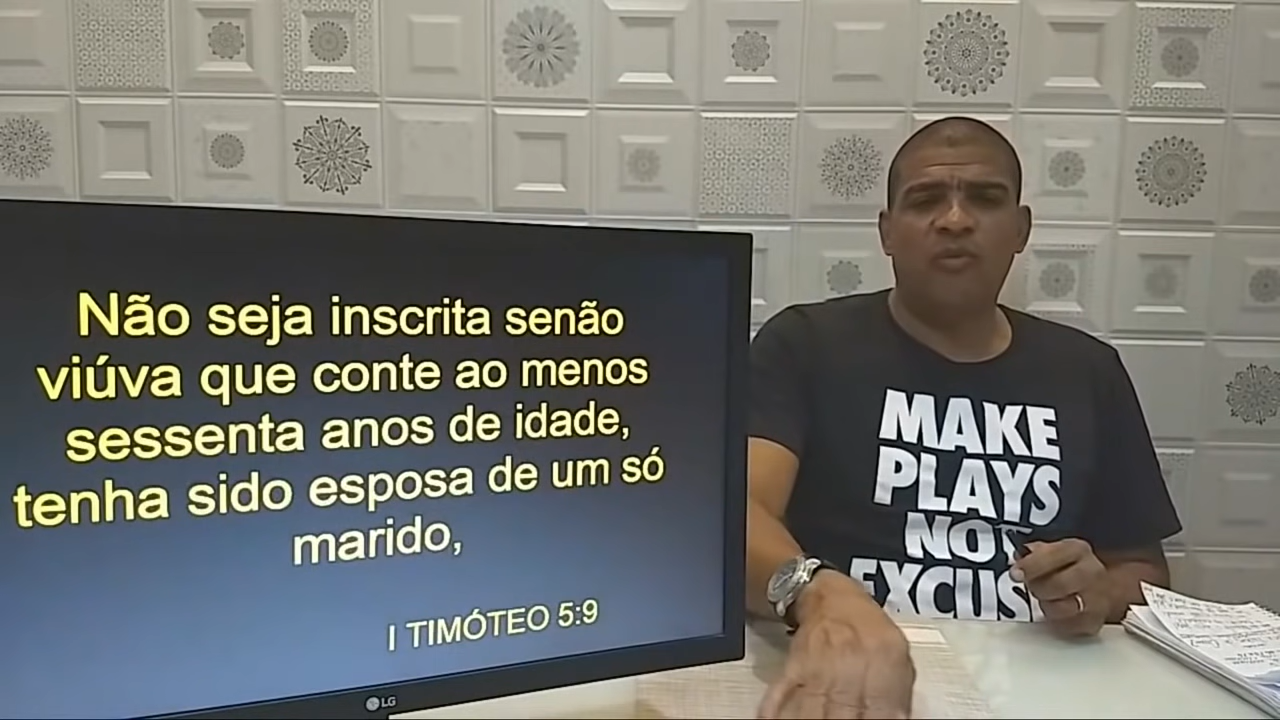 Não seja inscrita senão
viúva que conte ao menos
sessenta anos de idade,
tenha sido esposa de um só
marido,
I TIMÓTEO 5:9
LG
MAKE
PLAYS
NOT
EXCUS